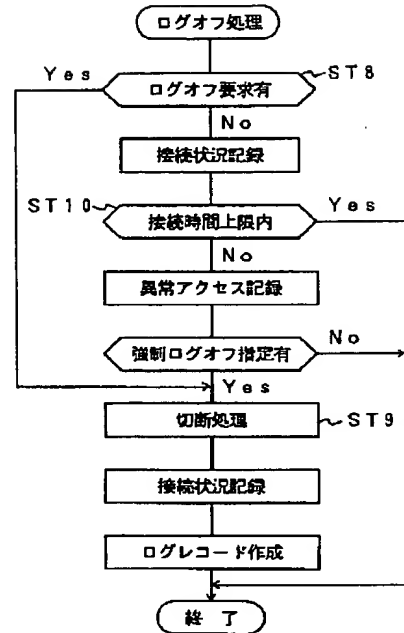 ログオフ処理
Yes
ST8
ログオフ要求有
No
接続状況記録
ST10
接続時間上限内
Yes
No
異常アクセス記録
強制ログオフ指定有
No
Yes
切断処理
ST9
接続状況記録
ログレコード作成
終 了